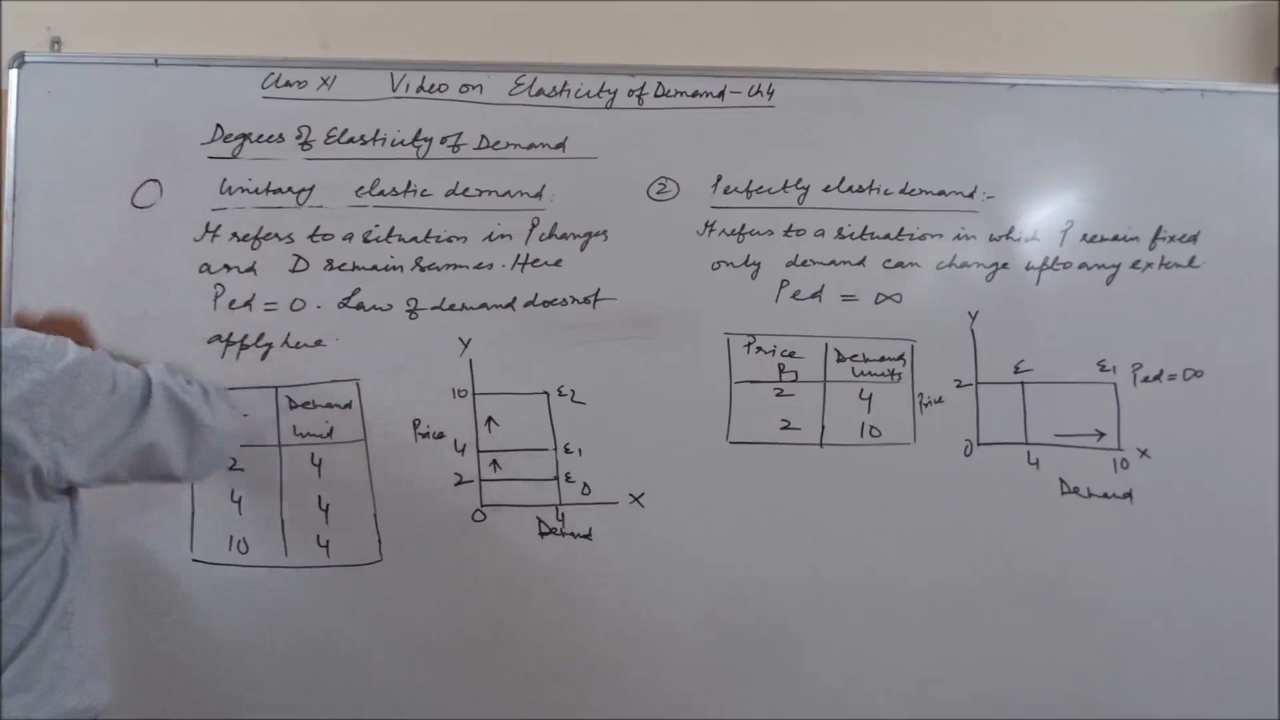 Class XI Video on Elasticity of Demand - Ch4
Degrees of Elasticity of Demand
Unitary elastic demand.
It refers to a situation in P changes
and D remain sames. Here
Ped = 0. Law of demand does not
apply here.
Demand
Unit
2 4
4 4
10 4
Y
10 E2
Price
4 E1
2 E
D
0 4 X
Demand
② Perfectly elastic demand:-
It refers to a situation in which P remain fixed
only demand can change upto any extent.
Ped = ∞
Price Demand
Rs Units
2 4
2 10
Y
E E1 Ped = ∞
2
Price
0 4 10 X
Demand